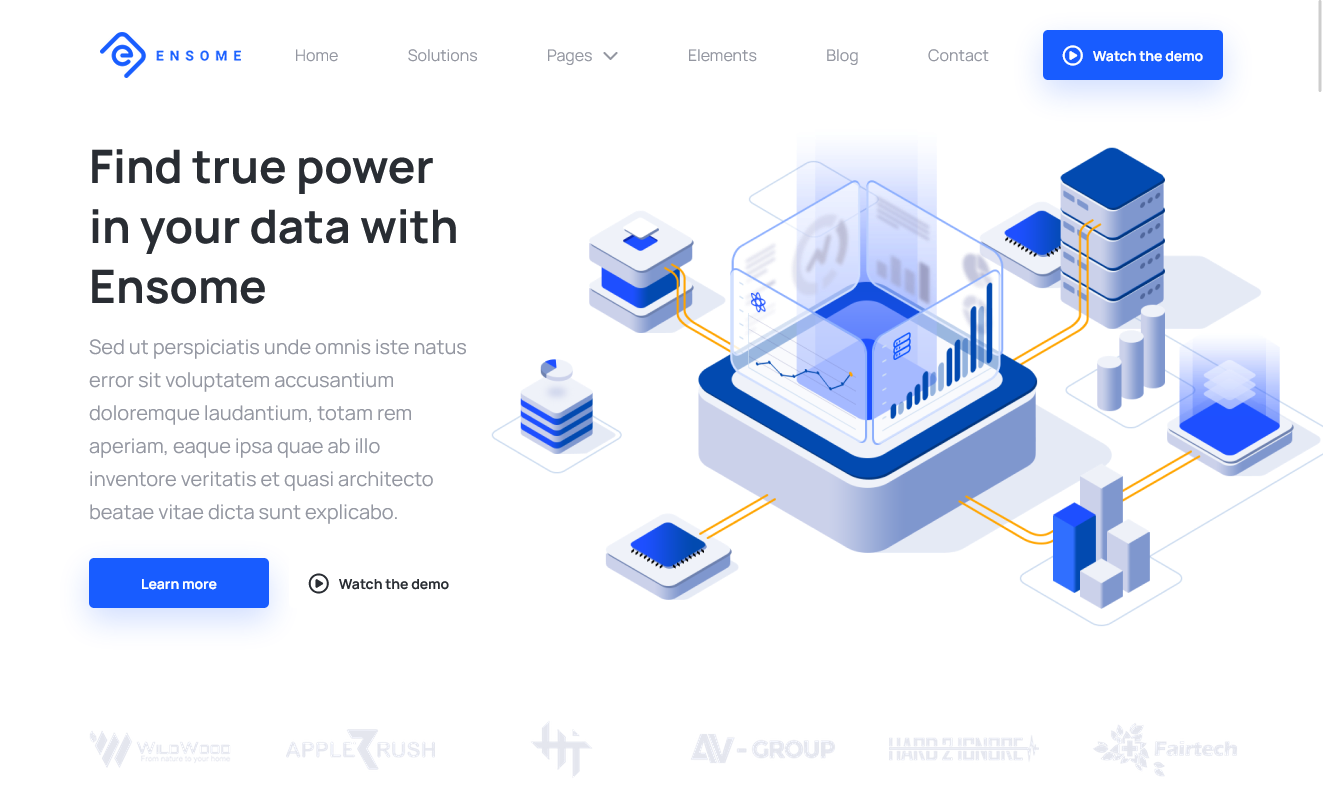 ENSOME
Home
Solutions
Pages
Elements
Blog
Contact
Watch the demo
Find true power
in your data with
Ensome
Sed ut perspiciatis unde omnis iste natus
error sit voluptatem accusantium
doloremque laudantium, totam rem
aperiam, eaque ipsa quae ab illo
inventore veritatis et quasi architecto
beatae vitae dicta sunt explicabo.
Learn more
Watch the demo
WILDWOOD
From nature to your home
APPLE RUSH
AV-GROUP
HARD 2 IGNORE
Fairtech